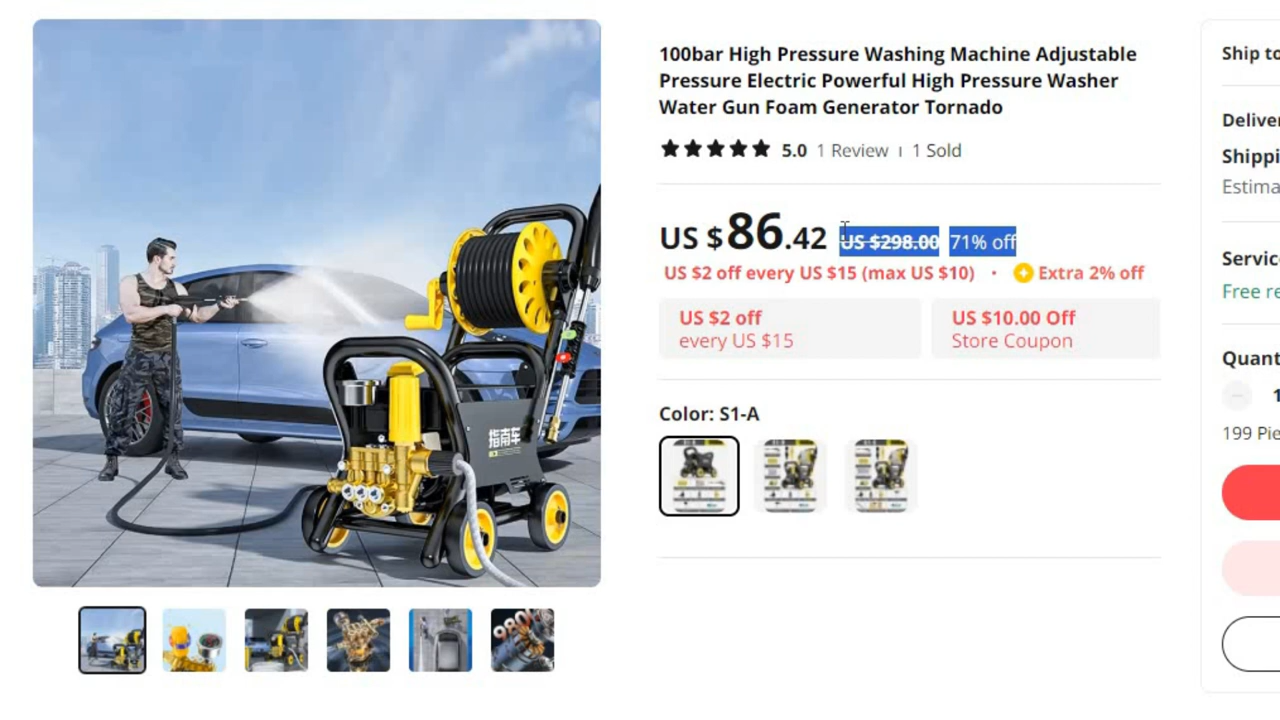 100bar High Pressure Washing Machine Adjustable
Pressure Electric Powerful High Pressure Washer
Water Gun Foam Generator Tornado
5.0 1 Review | 1 Sold
US $86.42 US $298.00 71% off
US $2 off every US $15 (max US $10) • Extra 2% off
US $2 off
every US $15
US $10.00 Off
Store Coupon
Color: S1-A
指南车
Ship to
Deliver
Shippi
Estima
Servic
Free re
Quant
1
199 Pie